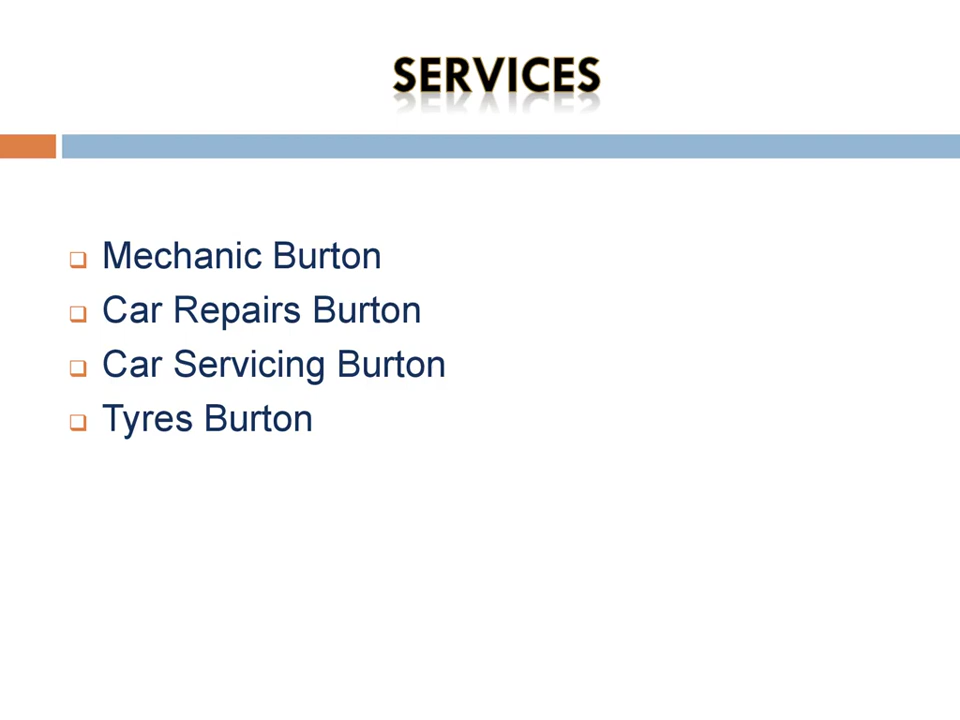 SERVICES
Mechanic Burton
Car Repairs Burton
Car Servicing Burton
Tyres Burton